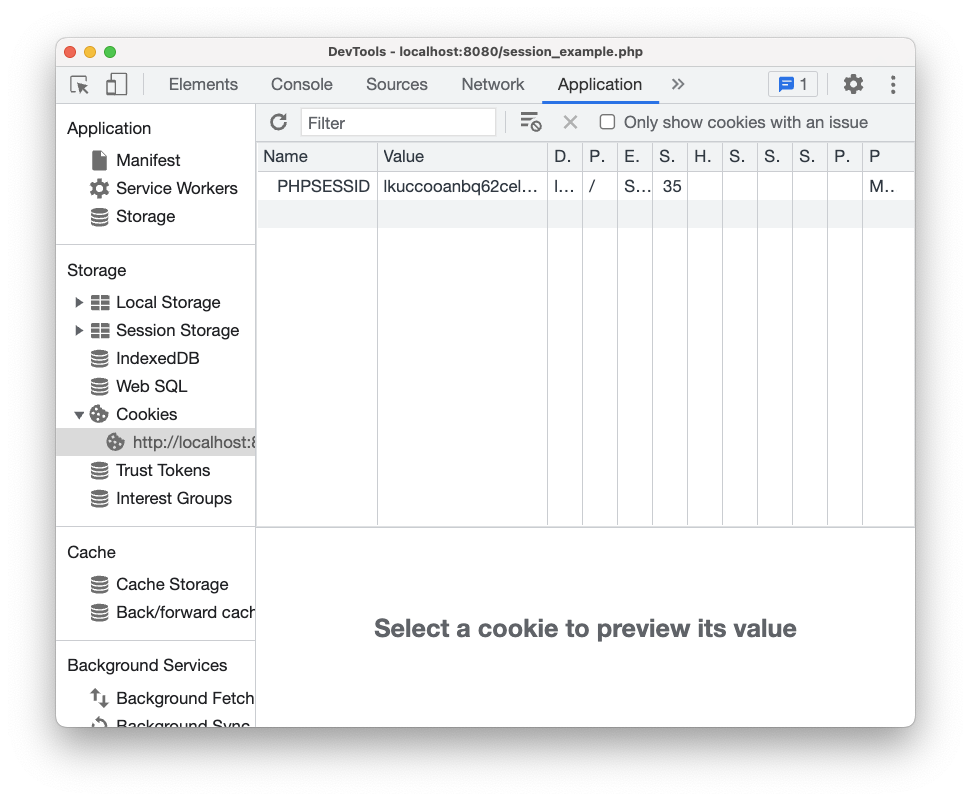 DevTools - localhost:8080/session_example.php
Elements Console Sources Network Application 1
Application
Manifest
Service Workers
Storage
Storage
Local Storage
Session Storage
IndexedDB
Web SQL
Cookies
http://localhost:8
Trust Tokens
Interest Groups
Cache
Cache Storage
Back/forward cach
Background Services
Background Fetch
Background Sync
Filter Only show cookies with an issue
Name Value D. P. E. S. H. S. S. S. P. P
PHPSESSID lkuccooanbq62cel... l... / S... 35 M..
Select a cookie to preview its value